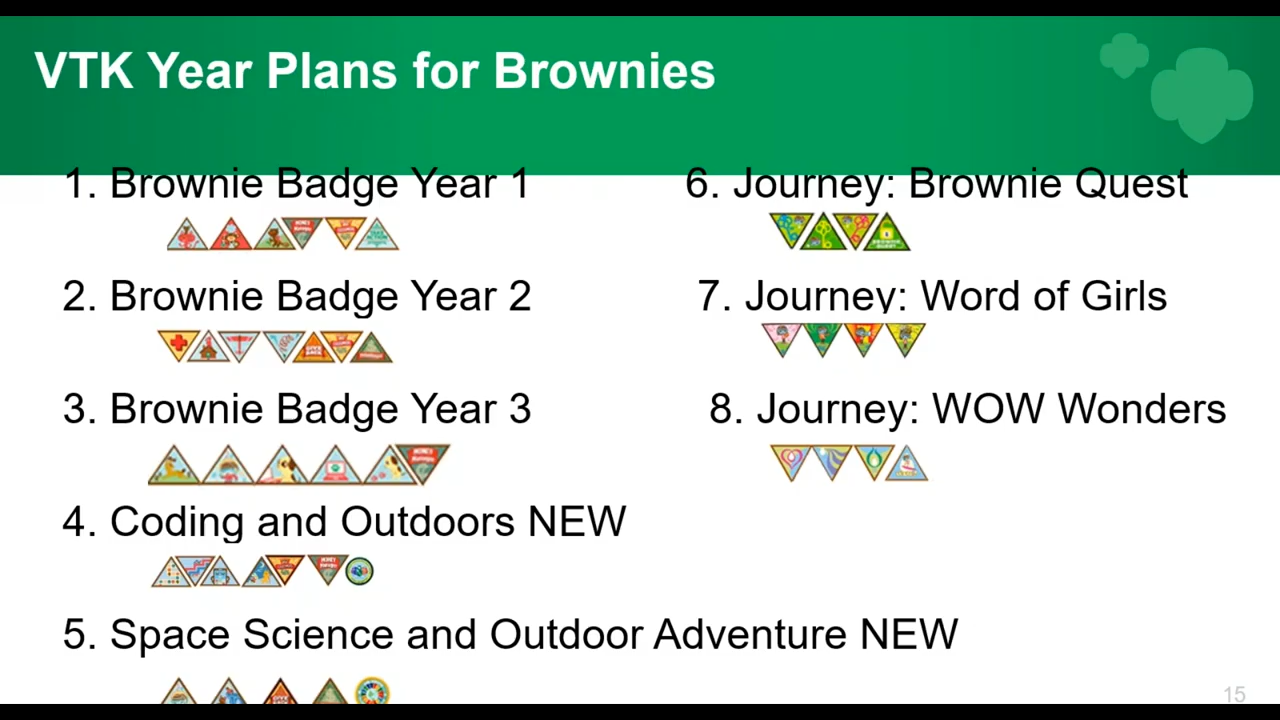 VTK Year Plans for Brownies
1. Brownie Badge Year 1
2. Brownie Badge Year 2
3. Brownie Badge Year 3
4. Coding and Outdoors NEW
5. Space Science and Outdoor Adventure NEW
6. Journey: Brownie Quest
7. Journey: Word of Girls
8. Journey: WOW Wonders
15